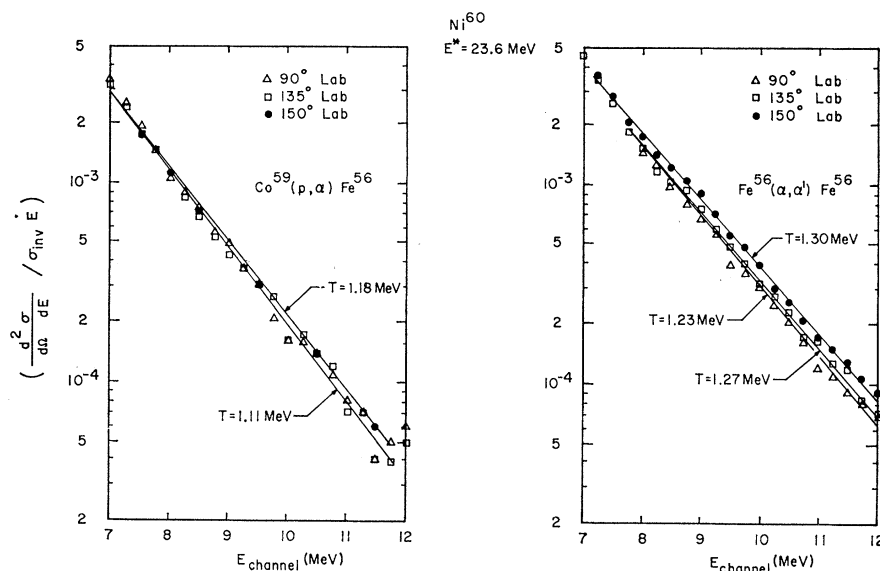 Ni⁶⁰
E* = 23.6 MeV
( d²σ / dΩ dE / σinv E )
5
2
10⁻³
5
2
10⁻⁴
5
2
△ 90° Lab
□ 135° Lab
● 150° Lab
Co⁵⁹(p,α) Fe⁵⁶
T=1.18 MeV
T=1.11 MeV
7 8 9 10 11 12
Echannel (MeV)
5
2
10⁻³
5
2
10⁻⁴
5
2
△ 90° Lab
□ 135° Lab
● 150° Lab
Fe⁵⁶(α,α') Fe⁵⁶
T=1.30 MeV
T=1.23 MeV
T=1.27 MeV
7 8 9 10 11 12
Echannel (MeV)